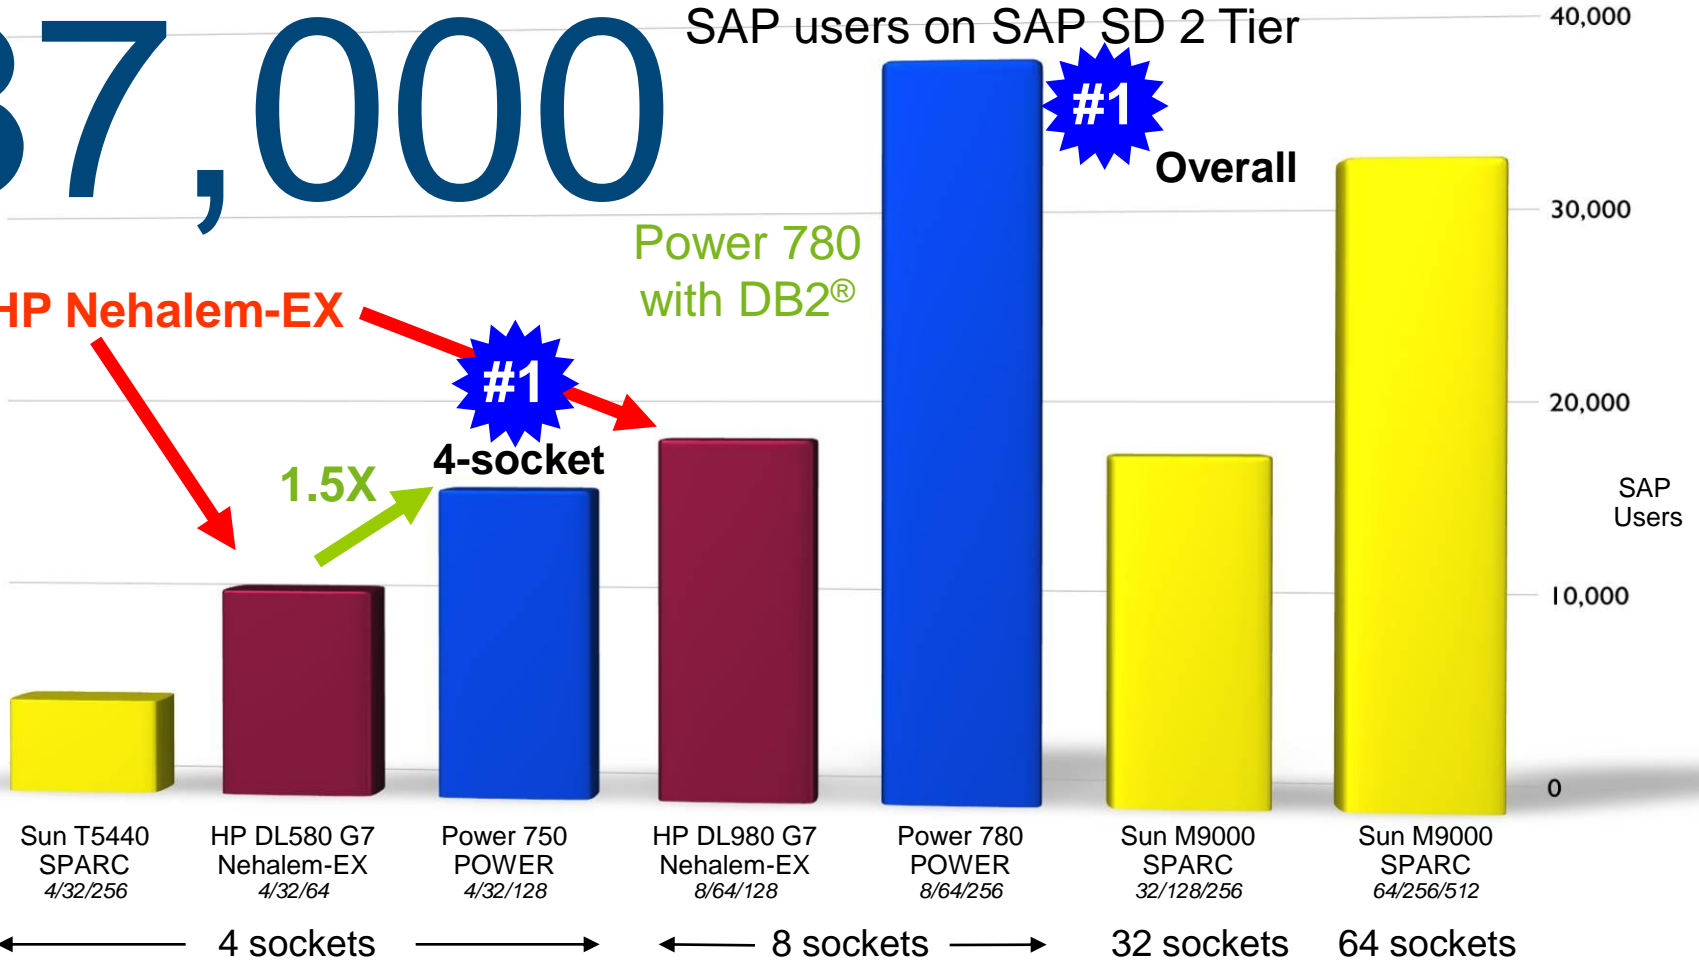 37,000
SAP users on SAP SD 2 Tier
40,000
#1
Overall
30,000
Power 780
with DB2®
HP Nehalem-EX
#1
20,000
4-socket
1.5X
SAP
Users
10,000
0
Sun T5440
SPARC
4/32/256
HP DL580 G7
Nehalem-EX
4/32/64
Power 750
POWER
4/32/128
HP DL980 G7
Nehalem-EX
8/64/128
Power 780
POWER
8/64/256
Sun M9000
SPARC
32/128/256
Sun M9000
SPARC
64/256/512
4 sockets
8 sockets
32 sockets
64 sockets